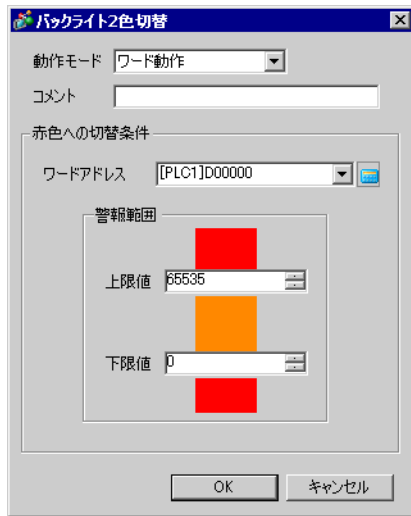 バックライト2色切替
動作モード ワード動作
コメント
赤色への切替条件
ワードアドレス [PLC1]D00000
警報範囲
上限値 65535
下限値 0
OK キャンセル